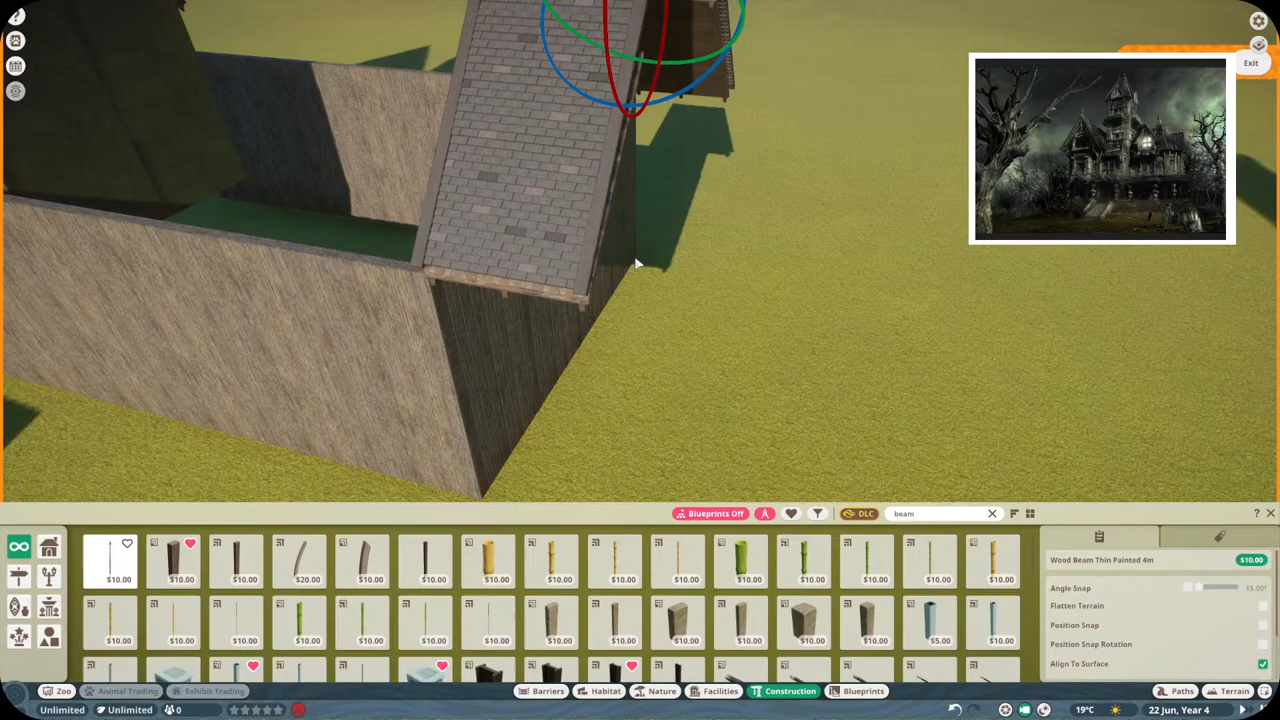 Exit
Blueprints Off
DLC
beam
?
$10.00 $10.00 $10.00 $20.00 $10.00 $10.00 $10.00 $10.00 $10.00 $10.00 $10.00 $10.00 $10.00 $10.00 $10.00
$10.00 $10.00 $10.00 $10.00 $10.00 $10.00 $10.00 $10.00 $10.00 $10.00 $10.00 $10.00 $10.00 $5.00 $10.00
Wood Beam Thin Painted 4m $10.00
Angle Snap 15.00°
Flatten Terrain
Position Snap
Position Snap Rotation
Align To Surface
Zoo Animal Trading Exhibit Trading Barriers Habitat Nature Facilities Construction Blueprints Paths Terrain
Unlimited Unlimited 0 19°C 22 Jun, Year 4